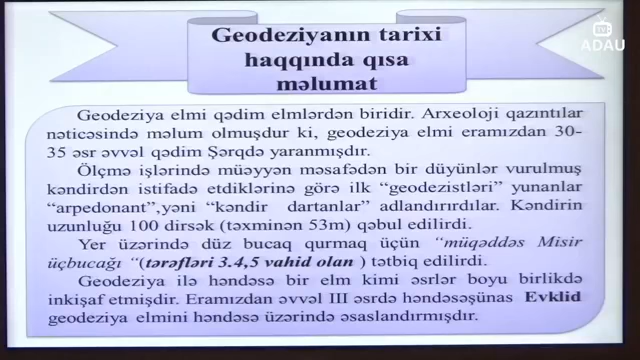 Geodeziyanın tarixi
haqqında qısa
məlumat
TV
ADAU
Geodeziya elmi qədim elmlərdən biridir. Arxeoloji qazıntılar
nəticəsində məlum olmuşdur ki, geodeziya elmi eramızdan 30-
35 əsr əvvəl qədim Şərqdə yaranmışdır.
Ölçmə işlərində müəyyən məsafədən bir düyünlər vurulmuş
kəndirdən istifadə etdiklərinə görə ilk “geodezistləri” yunanlar
“arpedonant”,yəni “kəndir dartanlar” adlandırırdılar. Kəndirin
uzunluğu 100 dirsək (təxminən 53m) qəbul edilirdi.
Yer üzərində düz bucaq qurmaq üçün “müqəddəs Misir
üçbucağı “(tərəfləri 3.4,5 vahid olan ) tətbiq edilirdi.
Geodeziya ilə həndəsə bir elm kimi əsrlər boyu birlikdə
inkişaf etmişdir. Eramızdan əvvəl III əsrdə həndəsəşünas Evklid
geodeziya elmini həndəsə üzərində əsaslandırmışdır.